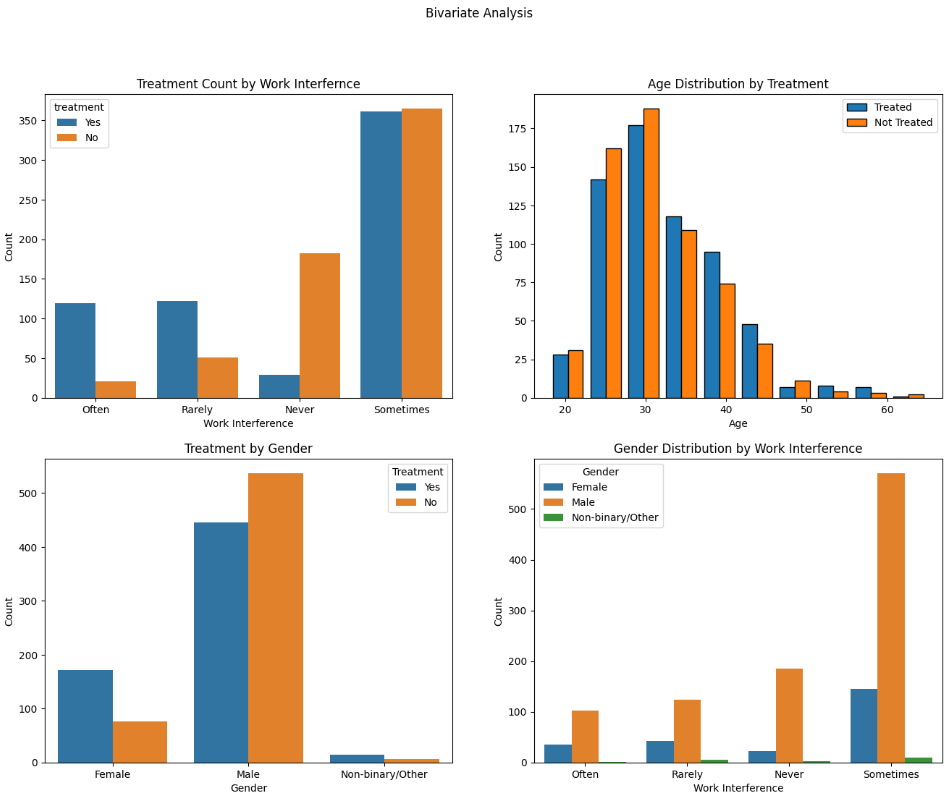 Bivariate Analysis
Treatment Count by Work Interfernce
treatment
Yes
No
350
300
250
200
150
100
50
0
Count
Often Rarely Never Sometimes
Work Interference
Age Distribution by Treatment
Treated
Not Treated
175
150
125
100
75
50
25
0
Count
20 30 40 50 60
Age
Treatment by Gender
Treatment
Yes
No
500
400
300
200
100
0
Count
Female Male Non-binary/Other
Gender
Gender Distribution by Work Interference
Gender
Female
Male
Non-binary/Other
500
400
300
200
100
0
Count
Often Rarely Never Sometimes
Work Interference